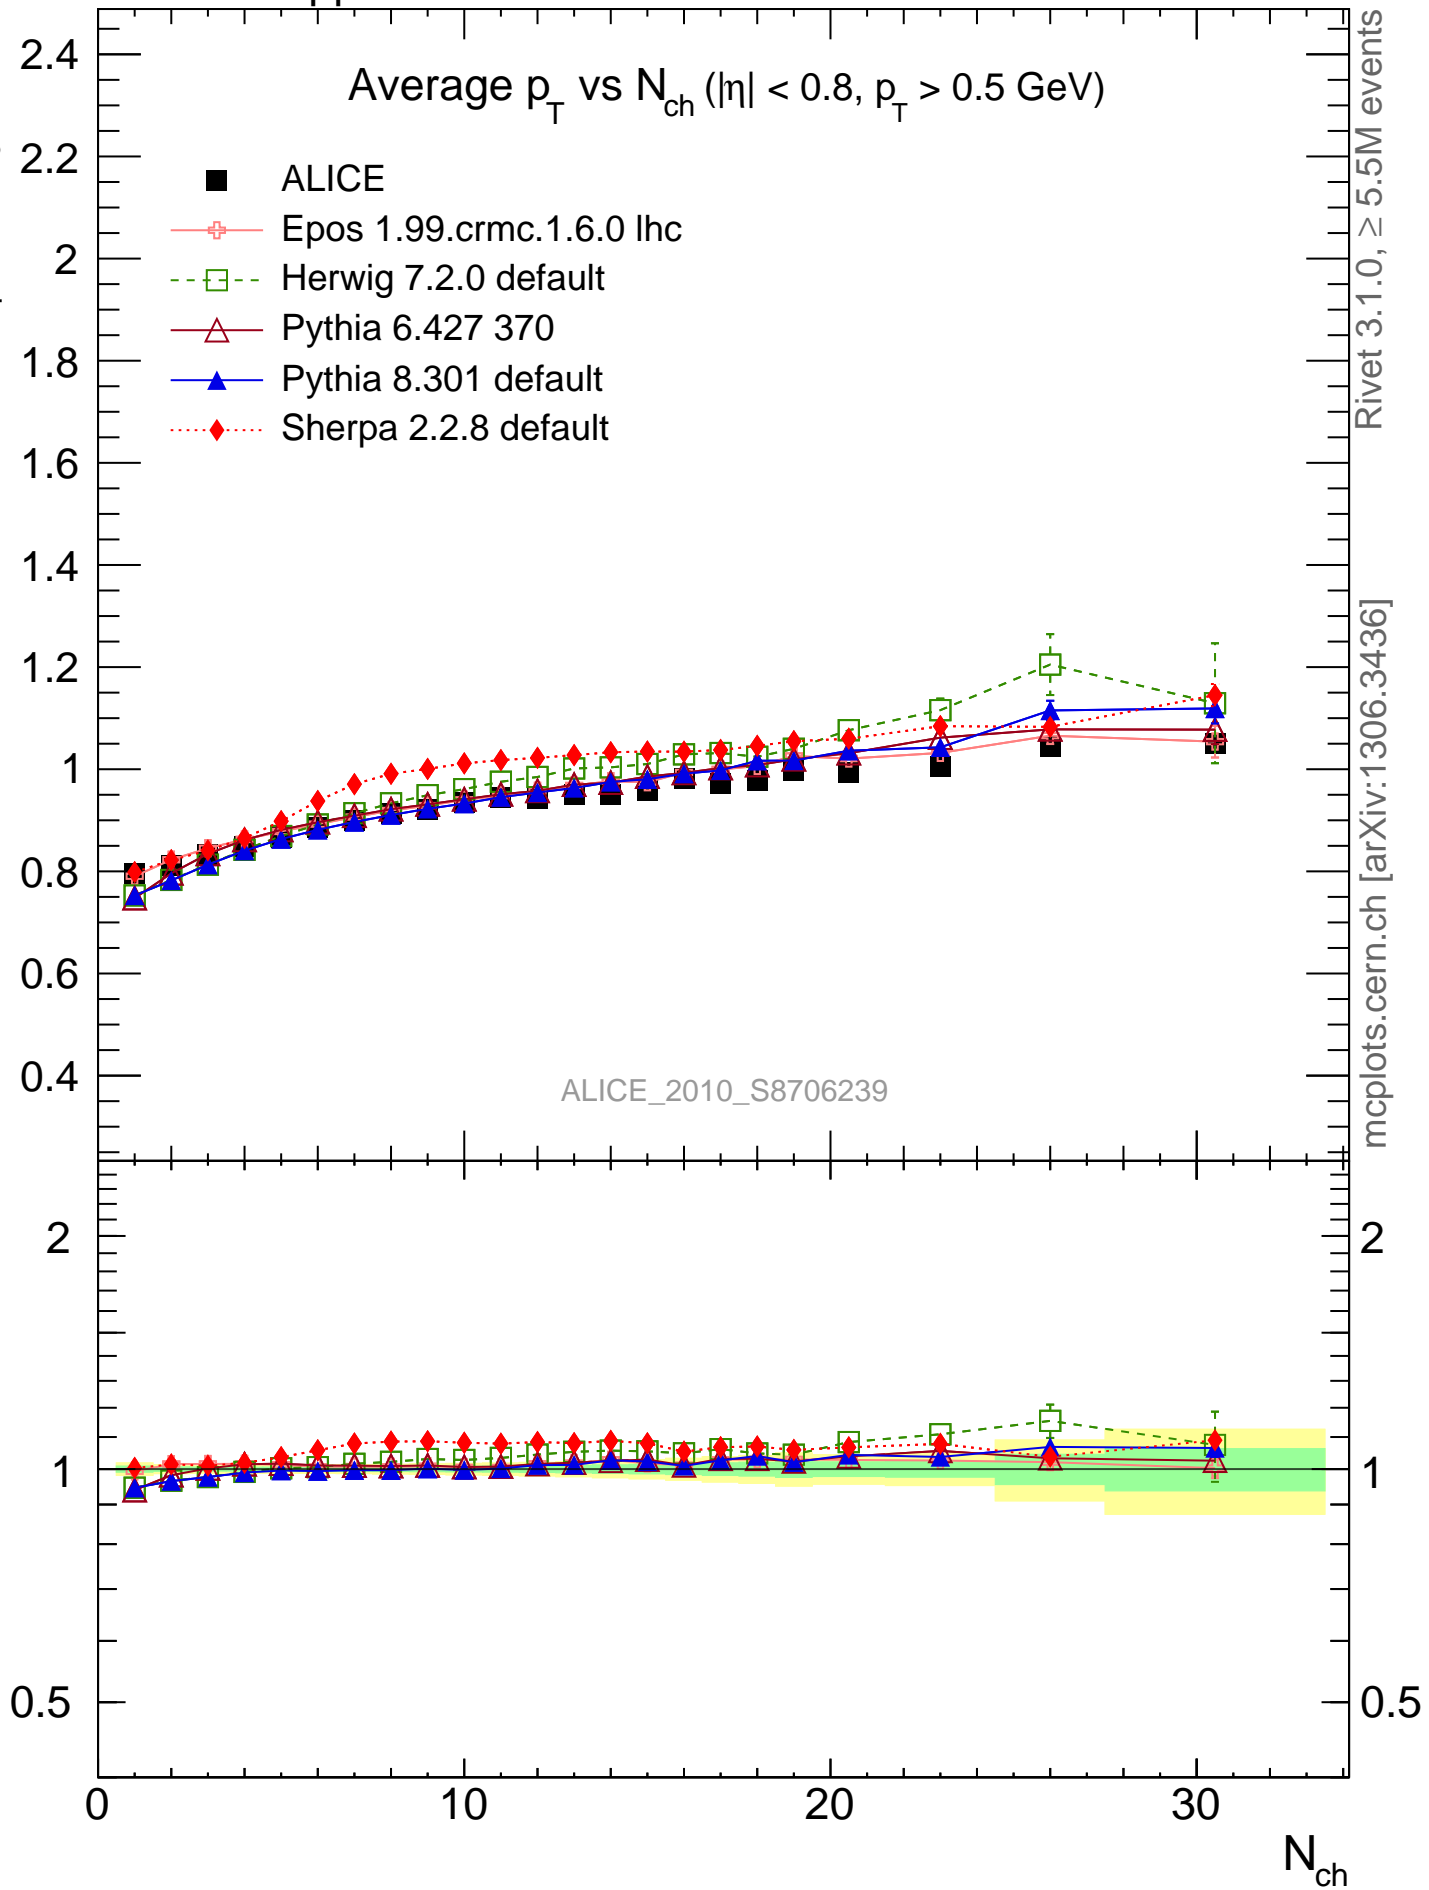 Average p_T vs N_ch (|η| < 0.8, p_T > 0.5 GeV)
ALICE
Epos 1.99.crmc.1.6.0 lhc
Herwig 7.2.0 default
Pythia 6.427 370
Pythia 8.301 default
Sherpa 2.2.8 default
2.4
2.2
2
1.8
1.6
1.4
1.2
1
0.8
0.6
0.4
ALICE_2010_S8706239
Rivet 3.1.0, ≥ 5.5M events
mcplots.cern.ch [arXiv:1306.3436]
2
1
0.5
2
1
0.5
0
10
20
30
N_ch